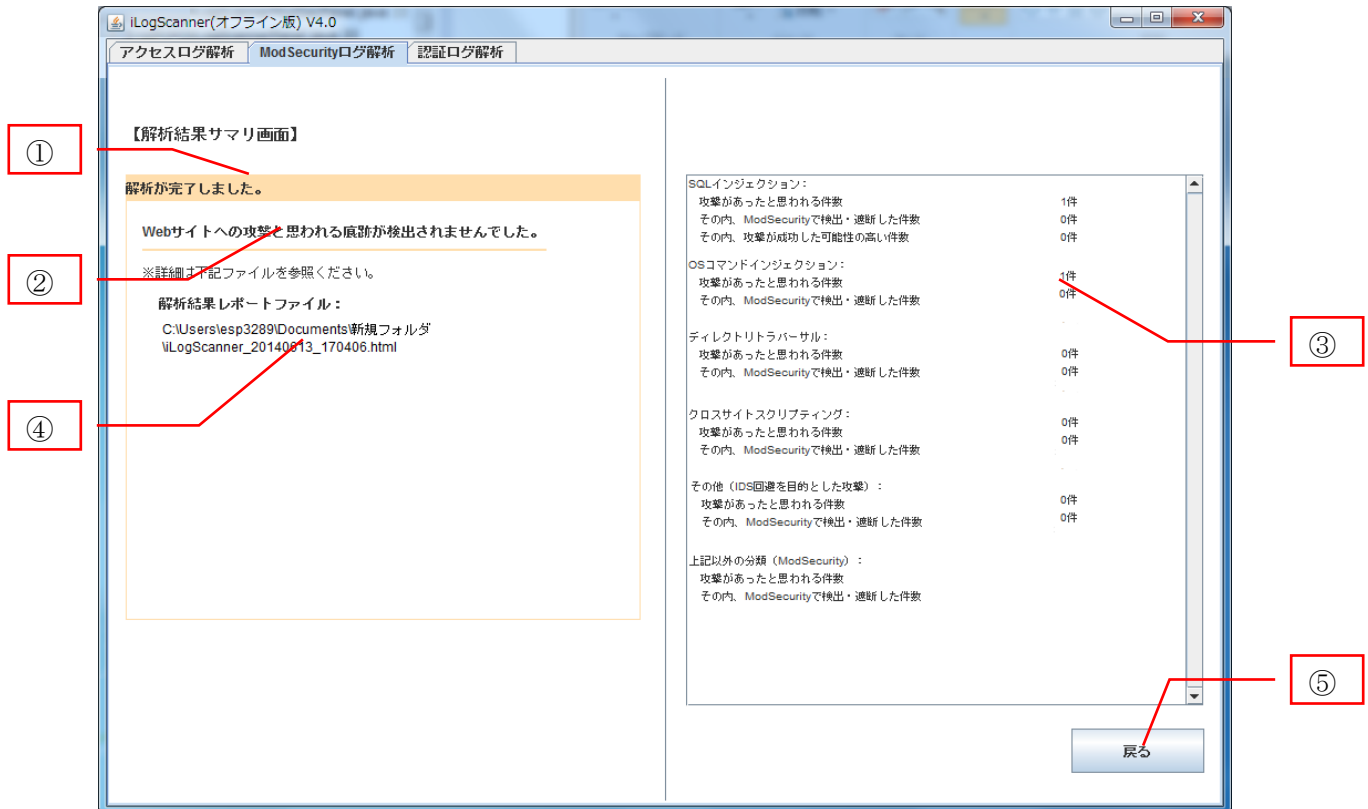 iLogScanner(オフライン版) V4.0
アクセスログ解析 ModSecurityログ解析 認証ログ解析
【解析結果サマリ画面】
①
解析が完了しました。
Webサイトへの攻撃と思われる痕跡が検出されませんでした。
②
※詳細は下記ファイルを参照ください。
解析結果レポートファイル：
C:\Users\esp3289\Documents\新規フォルダ
\iLogScanner_20140613_170406.html
④
SQLインジェクション：
攻撃があったと思われる件数 1件
その内、ModSecurityで検出・遮断した件数 0件
その内、攻撃が成功した可能性の高い件数 0件
OSコマンドインジェクション：
攻撃があったと思われる件数 1件
その内、ModSecurityで検出・遮断した件数 0件
③
ディレクトリトラバーサル：
攻撃があったと思われる件数 0件
その内、ModSecurityで検出・遮断した件数 0件
クロスサイトスクリプティング：
攻撃があったと思われる件数 0件
その内、ModSecurityで検出・遮断した件数 0件
その他（IDS回避を目的とした攻撃）：
攻撃があったと思われる件数 0件
その内、ModSecurityで検出・遮断した件数 0件
上記以外の分類（ModSecurity）：
攻撃があったと思われる件数
その内、ModSecurityで検出・遮断した件数
⑤
戻る